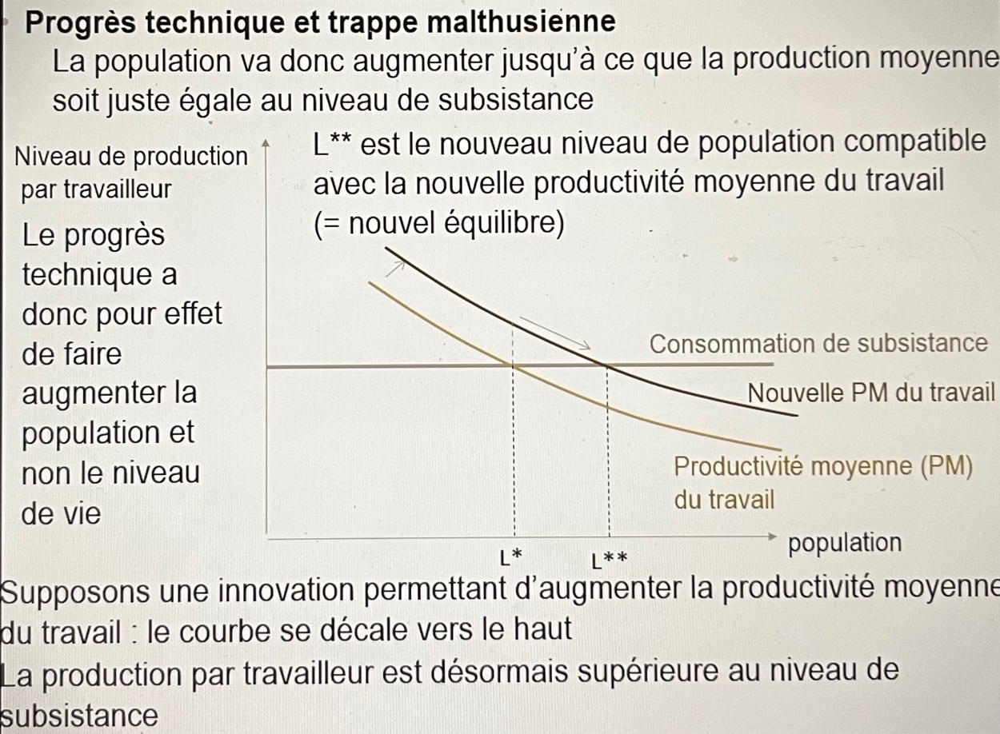 Progrès technique et trappe malthusienne
La population va donc augmenter jusqu'à ce que la production moyenne
soit juste égale au niveau de subsistance
Niveau de production
par travailleur
L** est le nouveau niveau de population compatible
avec la nouvelle productivité moyenne du travail
(= nouvel équilibre)
Le progrès
technique a
donc pour effet
de faire
augmenter la
population et
non le niveau
de vie
Consommation de subsistance
Nouvelle PM du travail
Productivité moyenne (PM)
du travail
population
L*
L**
Supposons une innovation permettant d'augmenter la productivité moyenne
du travail : le courbe se décale vers le haut
La production par travailleur est désormais supérieure au niveau de
subsistance